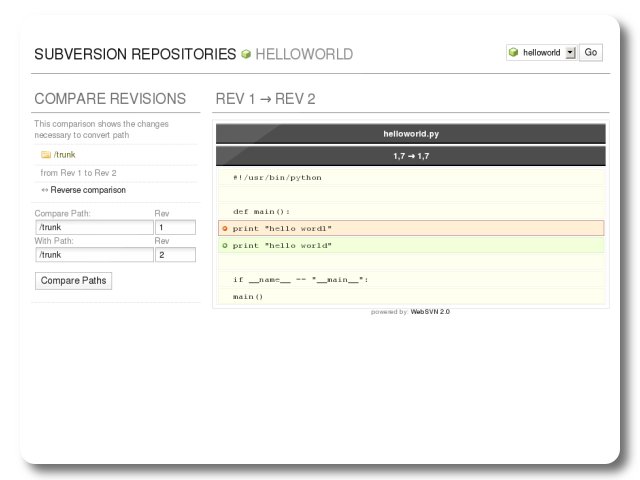 SUBVERSION REPOSITORIES HELLOWORLD
helloworld Go
COMPARE REVISIONS
This comparison shows the changes
necessary to convert path
/trunk
from Rev 1 to Rev 2
⇔ Reverse comparison
Compare Path: Rev
/trunk 1
With Path: Rev
/trunk 2
Compare Paths
REV 1 → REV 2
helloworld.py
1,7 → 1,7
#!/usr/bin/python
def main():
print "hello wordl"
print "hello world"
if __name__ == "__main__":
main()
powered by: WebSVN 2.0